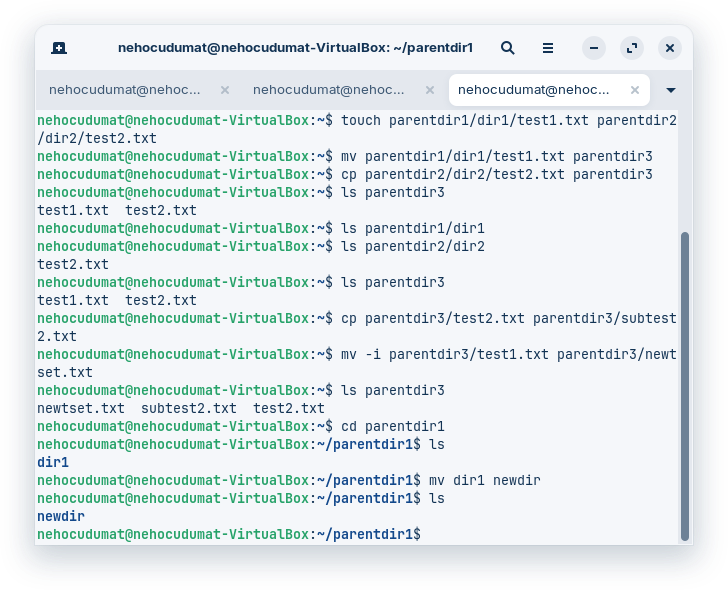 nehocudumat@nehocudumat-VirtualBox: ~/parentdir1
nehocudumat@nehoc... nehocudumat@nehoc... nehocudumat@nehoc...
nehocudumat@nehocudumat-VirtualBox:~$ touch parentdir1/dir1/test1.txt parentdir2
/dir2/test2.txt
nehocudumat@nehocudumat-VirtualBox:~$ mv parentdir1/dir1/test1.txt parentdir3
nehocudumat@nehocudumat-VirtualBox:~$ cp parentdir2/dir2/test2.txt parentdir3
nehocudumat@nehocudumat-VirtualBox:~$ ls parentdir3
test1.txt  test2.txt
nehocudumat@nehocudumat-VirtualBox:~$ ls parentdir1/dir1
nehocudumat@nehocudumat-VirtualBox:~$ ls parentdir2/dir2
test2.txt
nehocudumat@nehocudumat-VirtualBox:~$ ls parentdir3
test1.txt  test2.txt
nehocudumat@nehocudumat-VirtualBox:~$ cp parentdir3/test2.txt parentdir3/subtest
2.txt
nehocudumat@nehocudumat-VirtualBox:~$ mv -i parentdir3/test1.txt parentdir3/newt
set.txt
nehocudumat@nehocudumat-VirtualBox:~$ ls parentdir3
newtset.txt  subtest2.txt  test2.txt
nehocudumat@nehocudumat-VirtualBox:~$ cd parentdir1
nehocudumat@nehocudumat-VirtualBox:~/parentdir1$ ls
dir1
nehocudumat@nehocudumat-VirtualBox:~/parentdir1$ mv dir1 newdir
nehocudumat@nehocudumat-VirtualBox:~/parentdir1$ ls
newdir
nehocudumat@nehocudumat-VirtualBox:~/parentdir1$